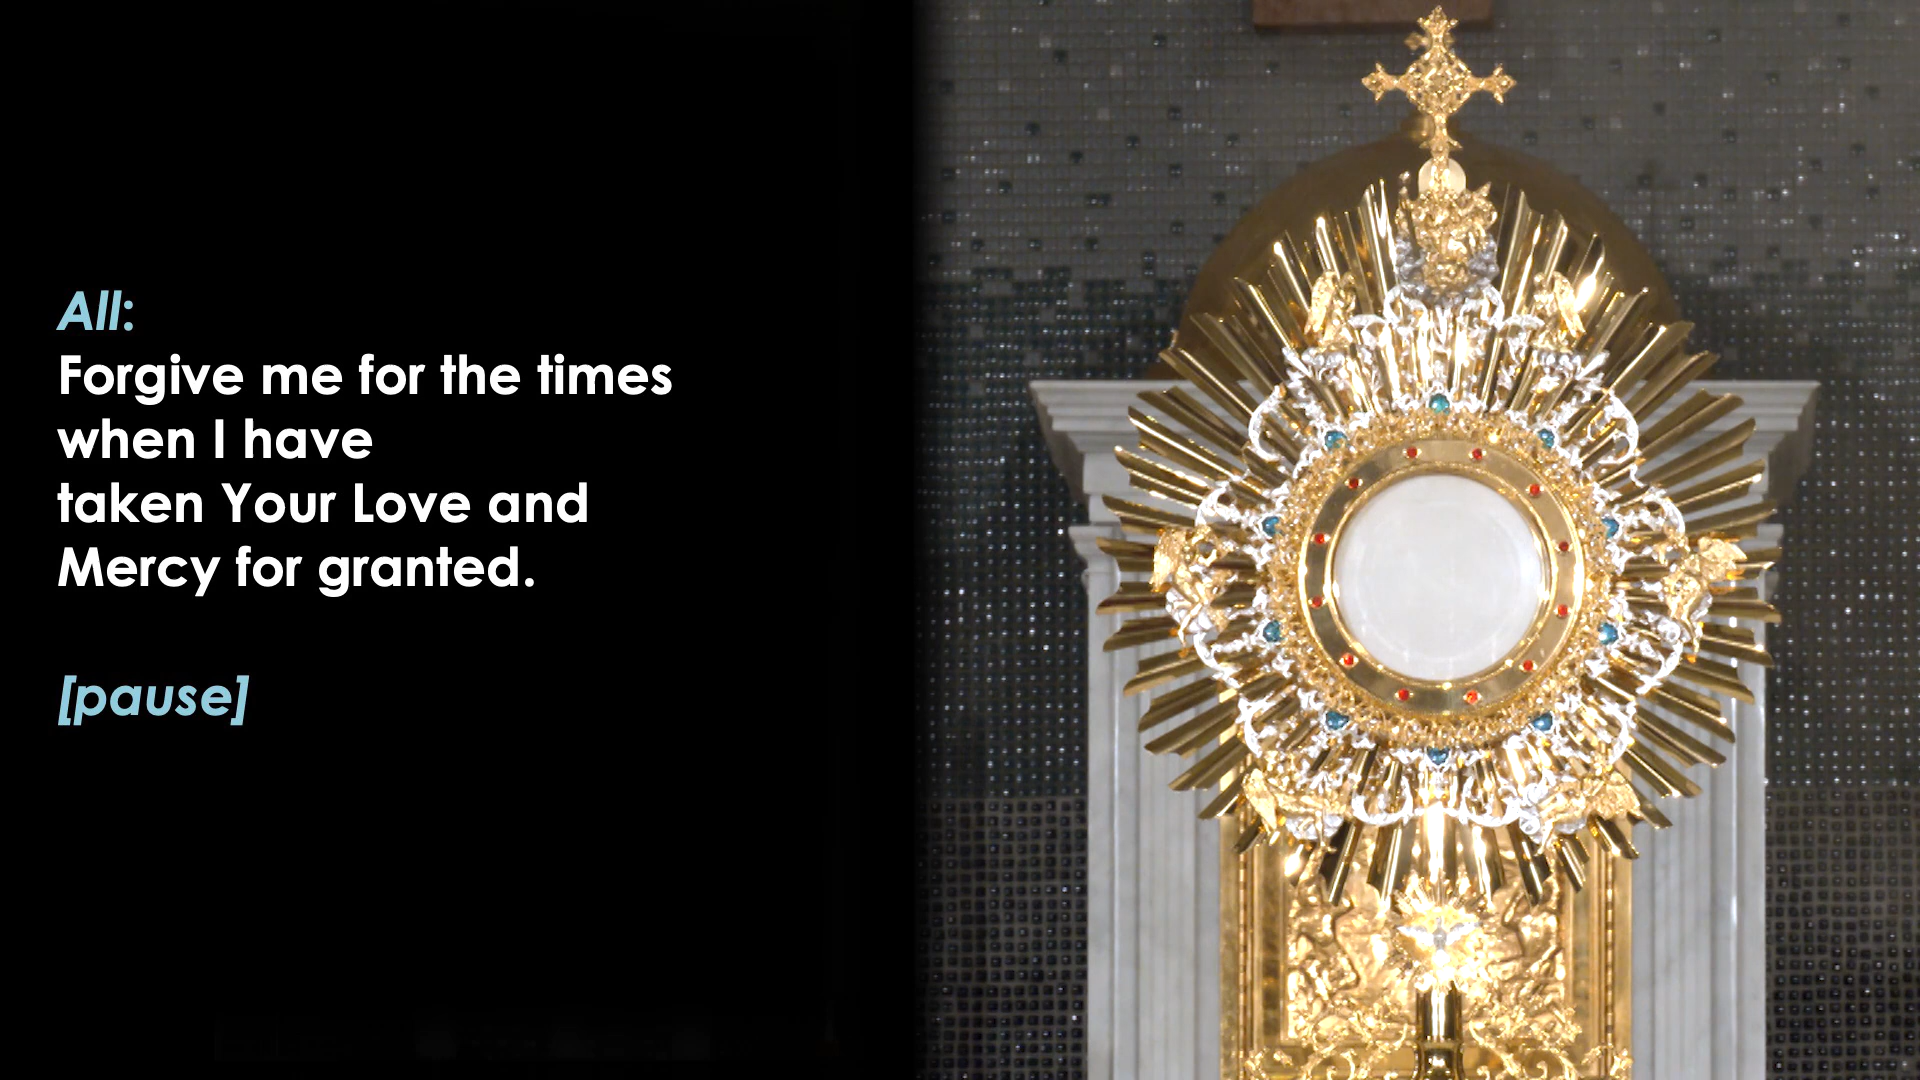 All:
Forgive me for the times
when I have
taken Your Love and
Mercy for granted.
[pause]